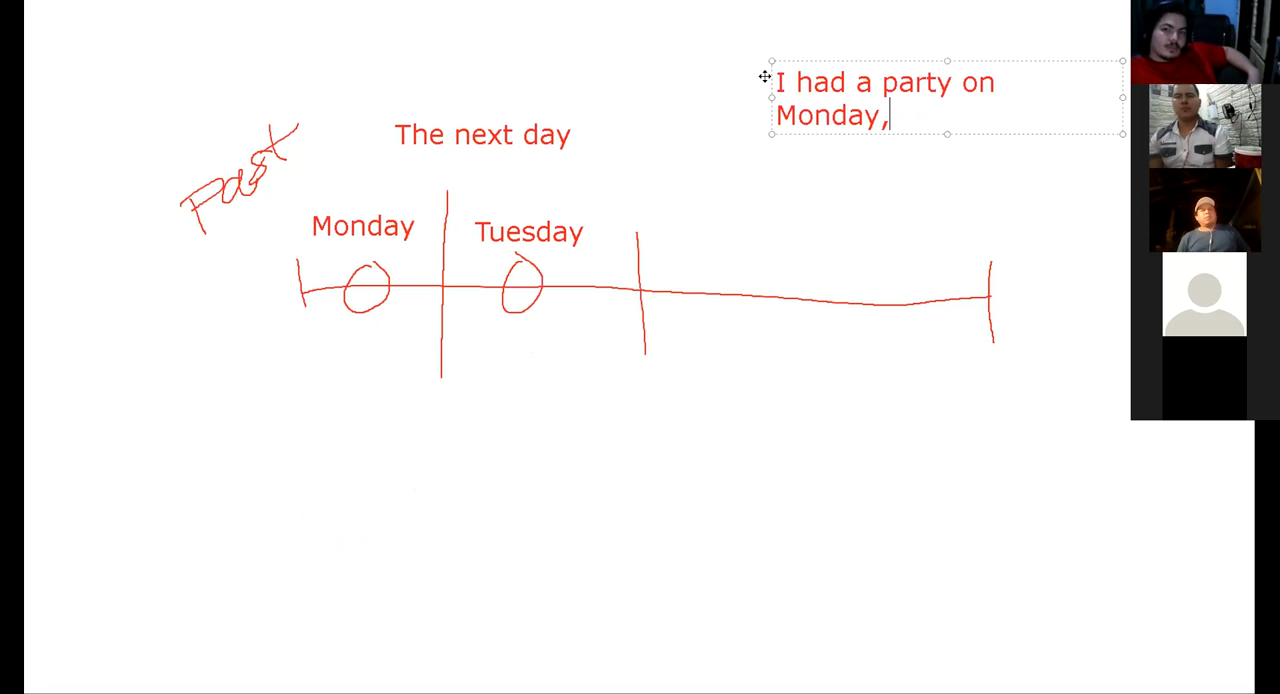 I had a party on
Monday,
The next day
Past
Monday
Tuesday